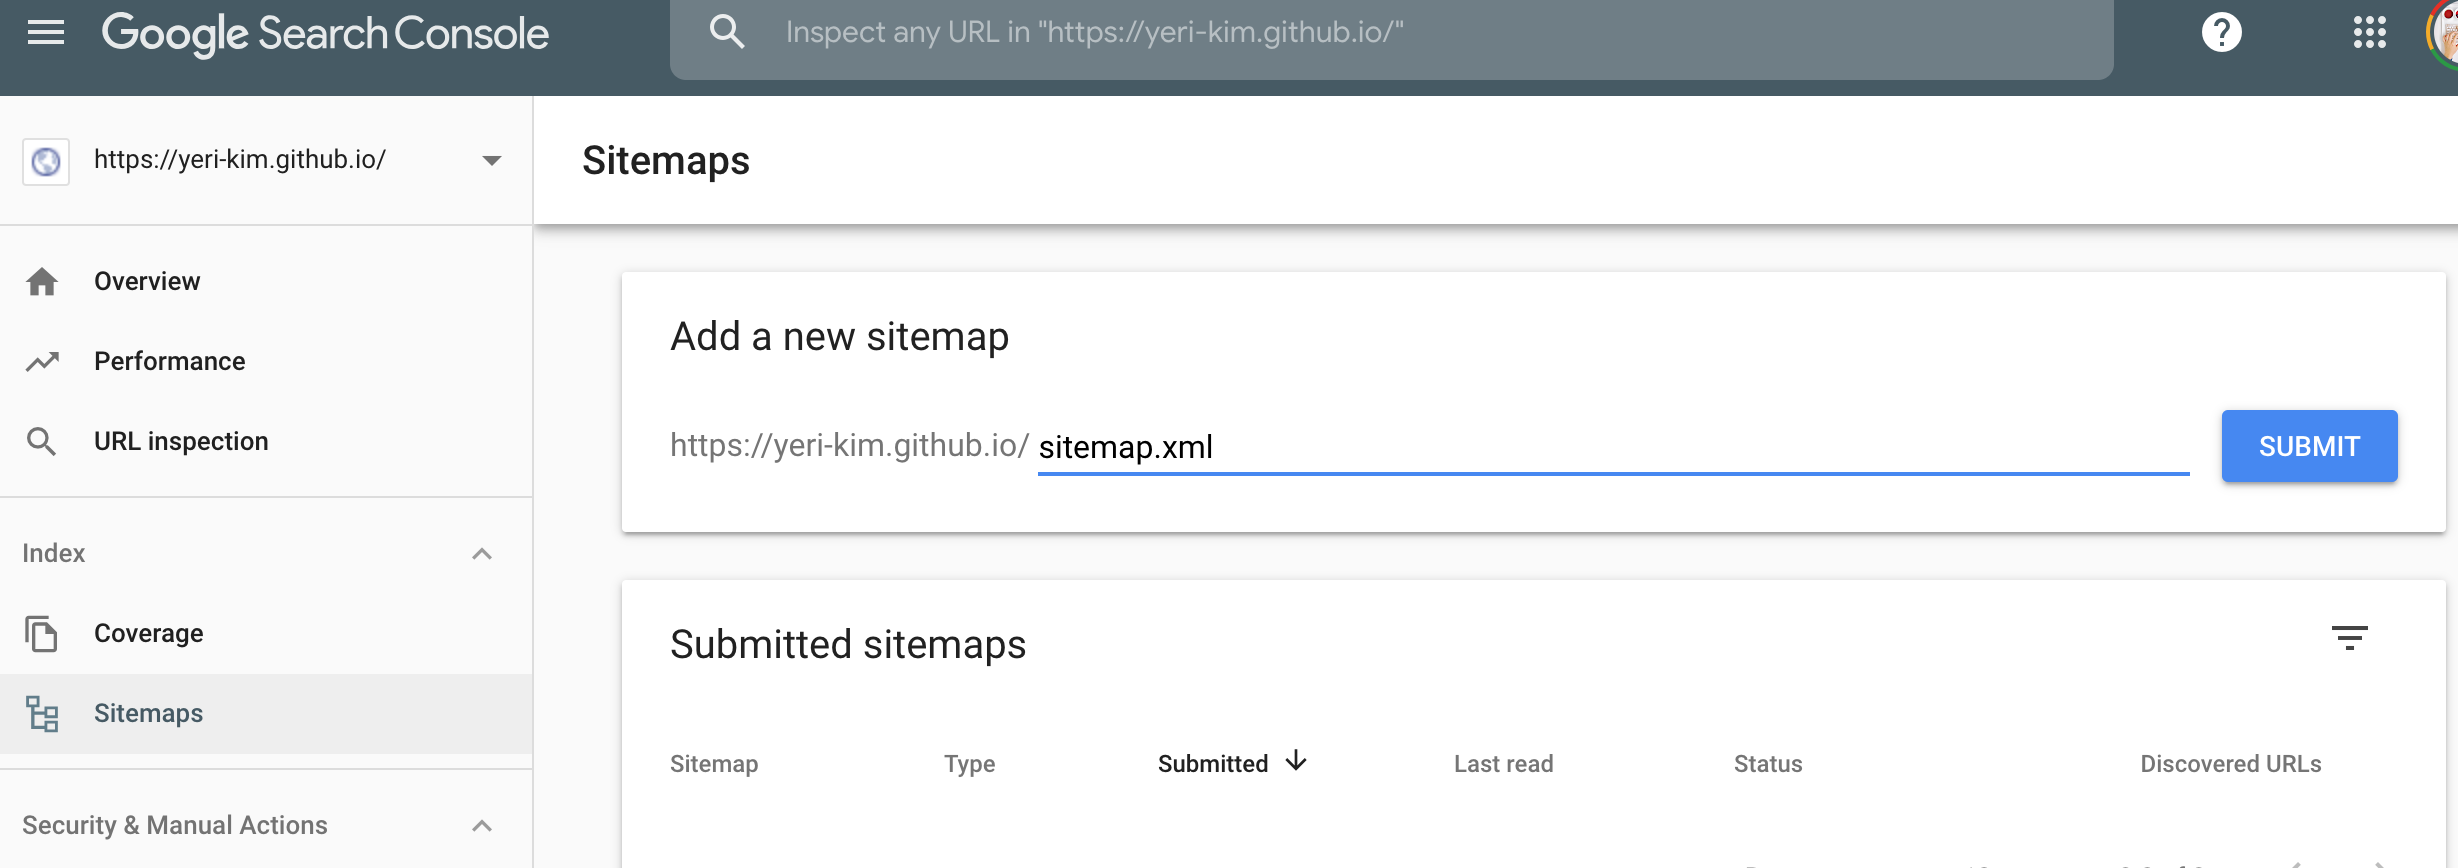 Google Search Console
Inspect any URL in "https://yeri-kim.github.io/"
https://yeri-kim.github.io/
Sitemaps
Overview
Performance
URL inspection
Index
Coverage
Sitemaps
Security & Manual Actions
Add a new sitemap
https://yeri-kim.github.io/ sitemap.xml
SUBMIT
Submitted sitemaps
Sitemap Type Submitted Last read Status Discovered URLs